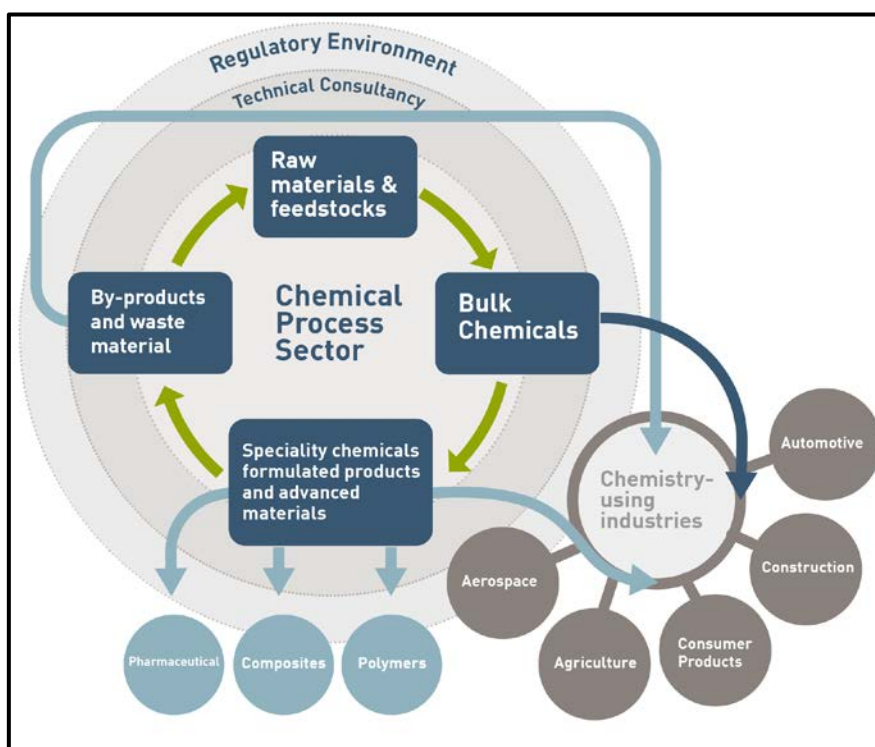 Regulatory Environment
Technical Consultancy
Raw
materials &
feedstocks
By-products
and waste
material
Chemical
Process
Sector
Bulk
Chemicals
Speciality chemicals
formulated products
and advanced
materials
Chemistry-
using
industries
Automotive
Aerospace
Construction
Pharmaceutical
Composites
Polymers
Agriculture
Consumer
Products